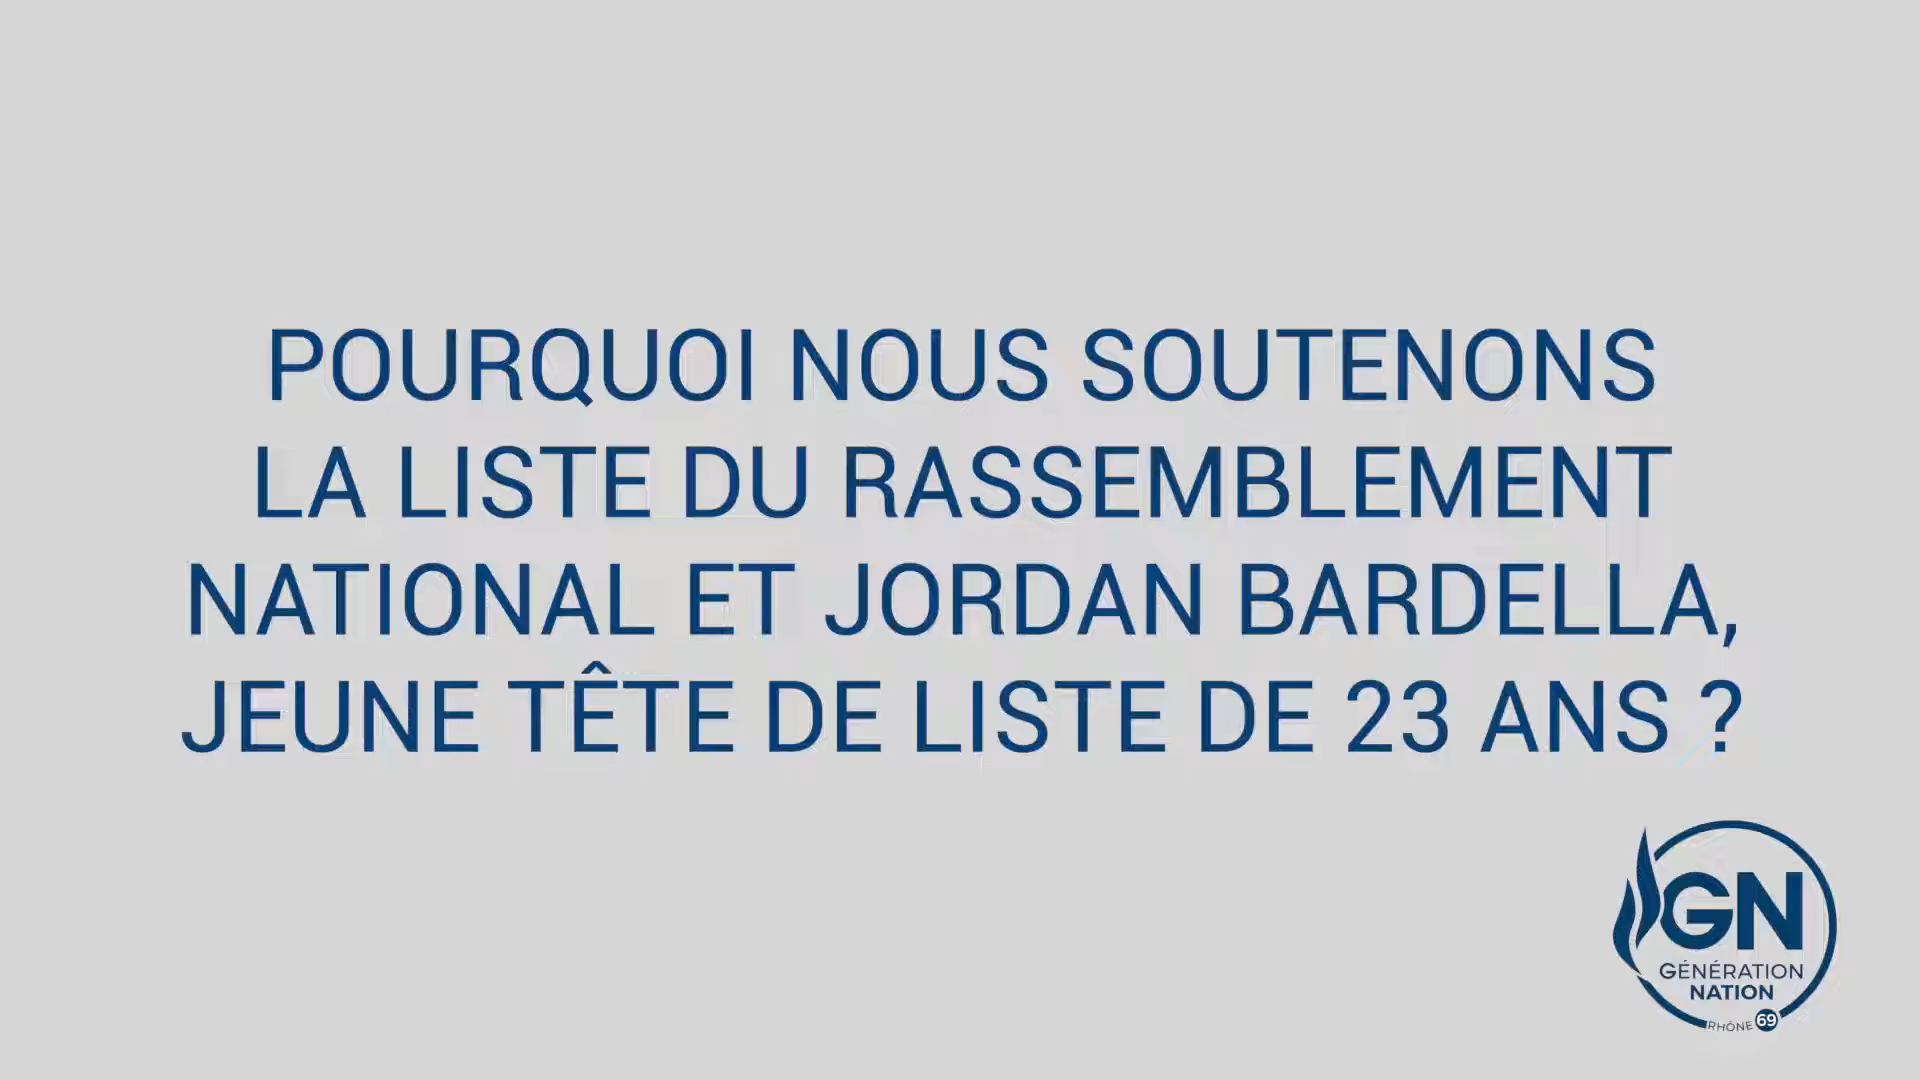 POURQUOI NOUS SOUTENONS
LA LISTE DU RASSEMBLEMENT
NATIONAL ET JORDAN BARDELLA,
JEUNE TÊTE DE LISTE DE 23 ANS ?
GN
GÉNÉRATION
NATION
RHÔNE 69